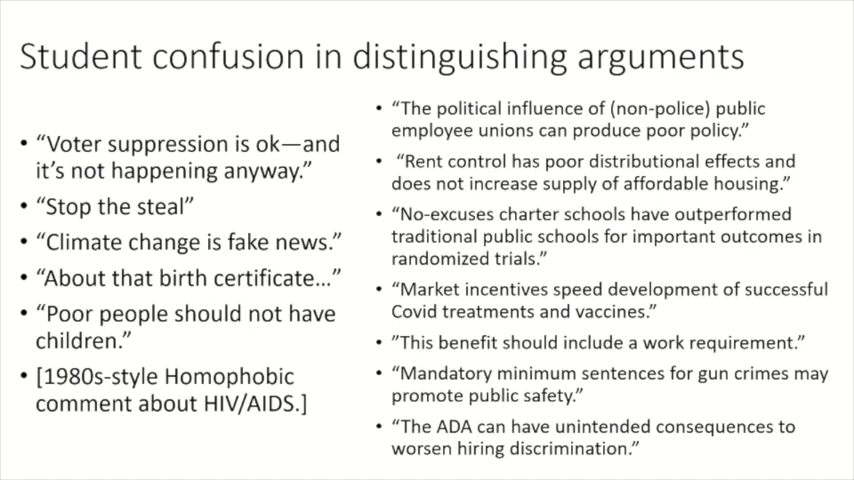 Student confusion in distinguishing arguments
• “Voter suppression is ok—and
it’s not happening anyway.”
• “Stop the steal”
• “Climate change is fake news.”
• “About that birth certificate…”
• “Poor people should not have
children.”
• [1980s-style Homophobic
comment about HIV/AIDS.]
• “The political influence of (non-police) public
employee unions can produce poor policy.”
• “Rent control has poor distributional effects and
does not increase supply of affordable housing.”
• “No-excuses charter schools have outperformed
traditional public schools for important outcomes in
randomized trials.”
• “Market incentives speed development of successful
Covid treatments and vaccines.”
• ”This benefit should include a work requirement.”
• “Mandatory minimum sentences for gun crimes may
promote public safety.”
• “The ADA can have unintended consequences to
worsen hiring discrimination.”